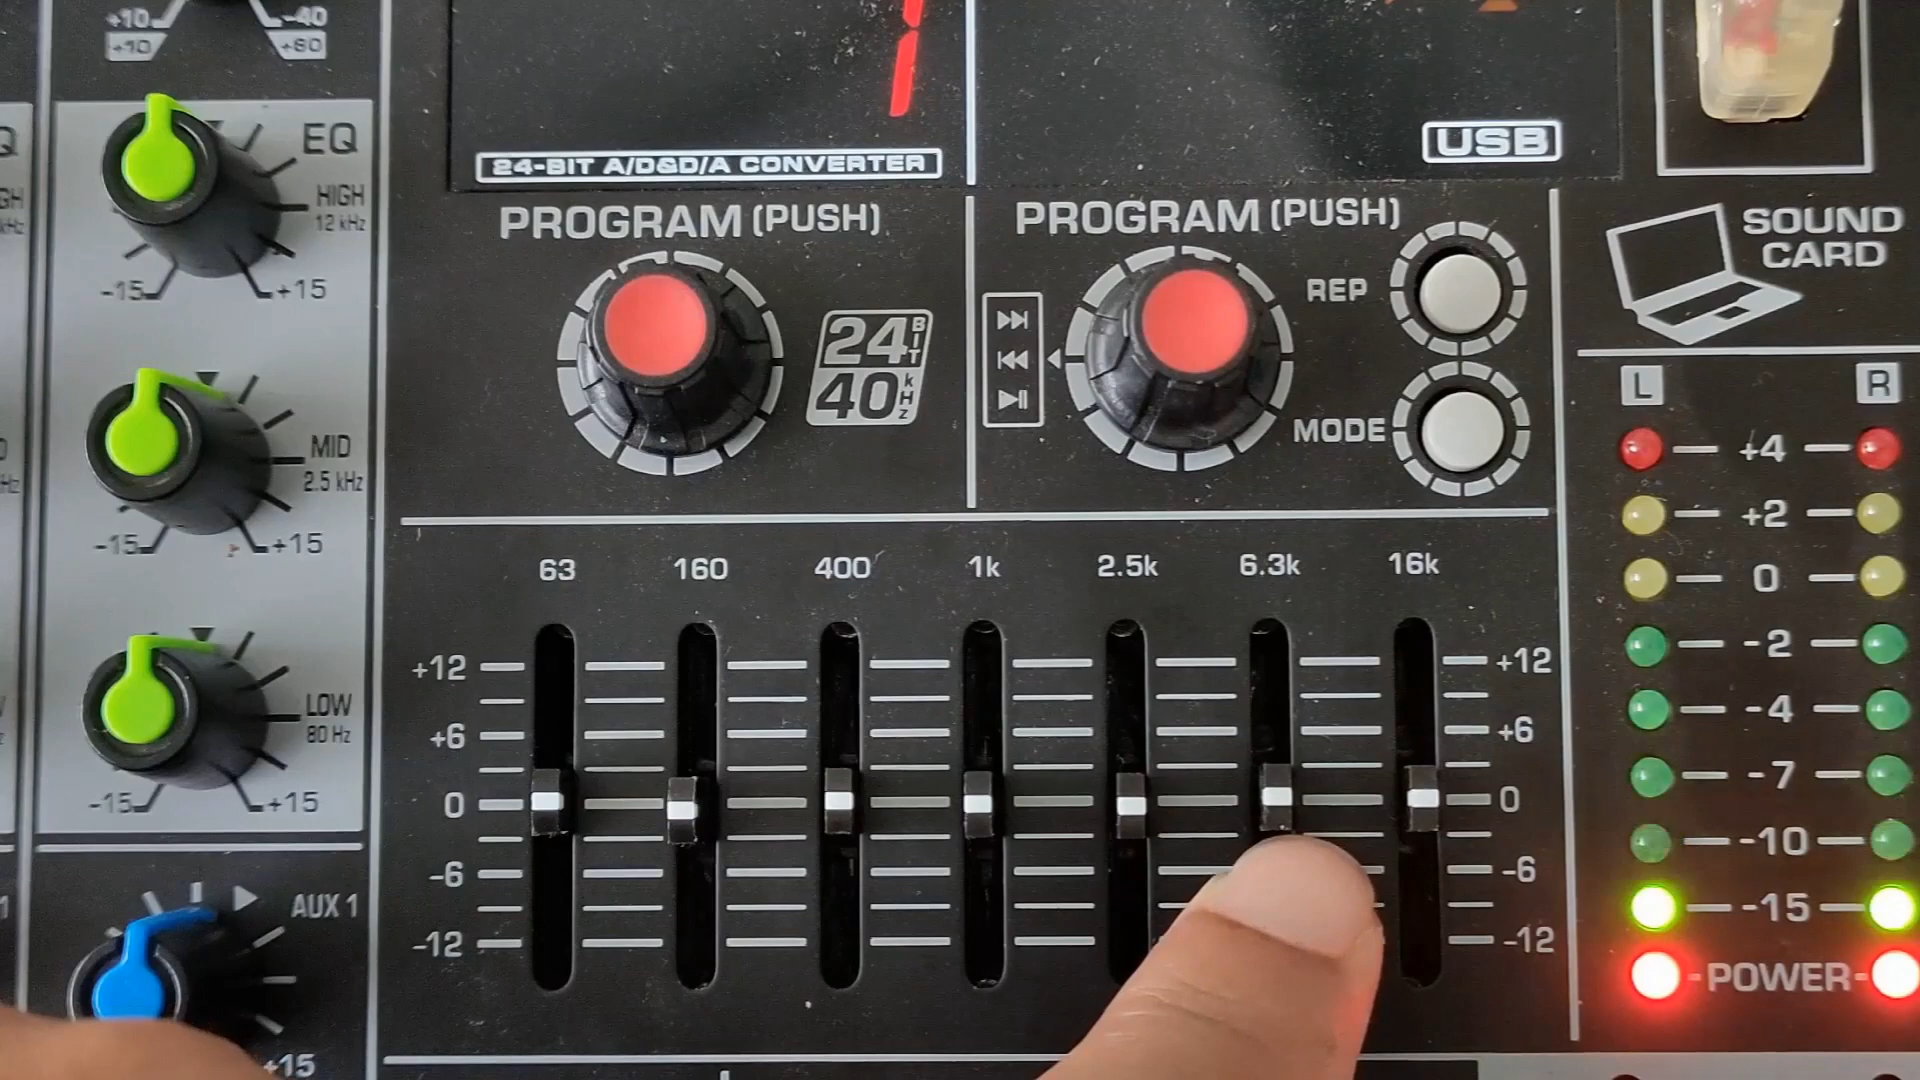 +10 -40
+10 +60
EQ
HIGH
12 kHz
-15 +15
MID
2.5 kHz
-15 +15
LOW
80 Hz
-15 +15
AUX 1
+15
24-BIT A/D&D/A CONVERTER
PROGRAM (PUSH)
24 BIT
40 kHz
USB
PROGRAM (PUSH)
REP
MODE
SOUND
CARD
L R
+4
+2
0
-2
-4
-7
-10
-15
POWER
63 160 400 1k 2.5k 6.3k 16k
+12 +12
+6 +6
0 0
-6 -6
-12 -12